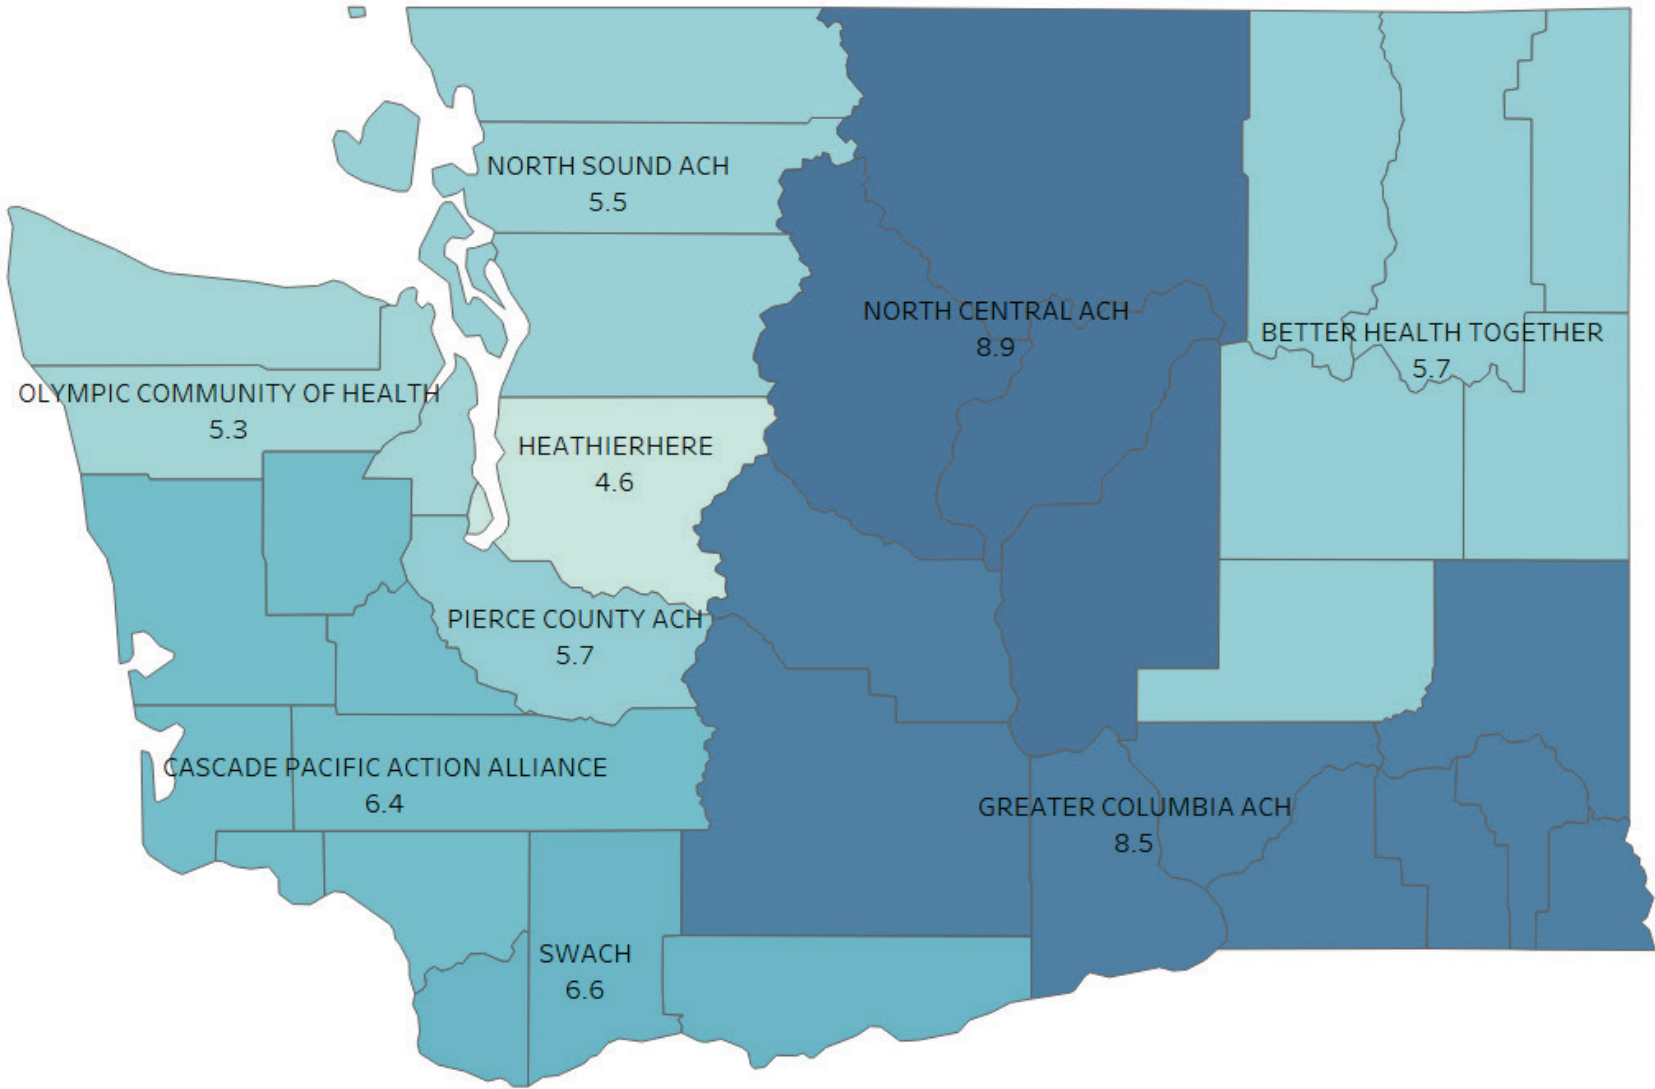 NORTH SOUND ACH
5.5
NORTH CENTRAL ACH
8.9
BETTER HEALTH TOGETHER
5.7
OLYMPIC COMMUNITY OF HEALTH
5.3
HEATHIERHERE
4.6
PIERCE COUNTY ACH
5.7
CASCADE PACIFIC ACTION ALLIANCE
6.4
GREATER COLUMBIA ACH
8.5
SWACH
6.6